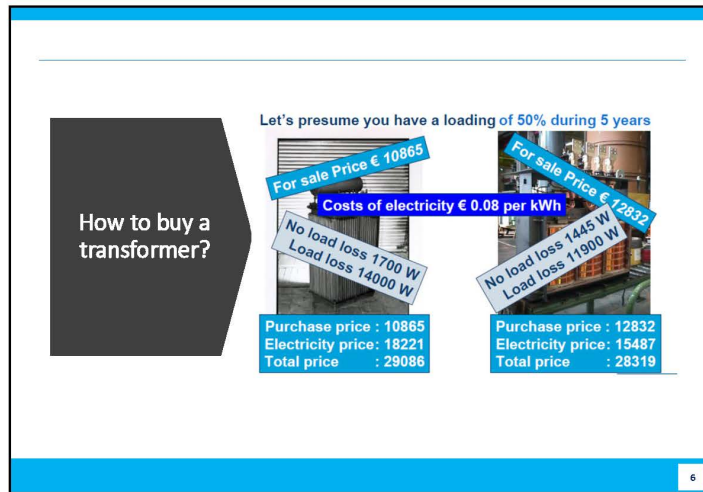 How to buy a
transformer?
Let's presume you have a loading of 50% during 5 years
For sale Price € 10865
For sale Price € 12832
Costs of electricity € 0.08 per kWh
No load loss 1700 W
Load loss 14000 W
No load loss 1445 W
Load loss 11900 W
Purchase price : 10865
Electricity price: 18221
Total price : 29086
Purchase price : 12832
Electricity price: 15487
Total price : 28319
6